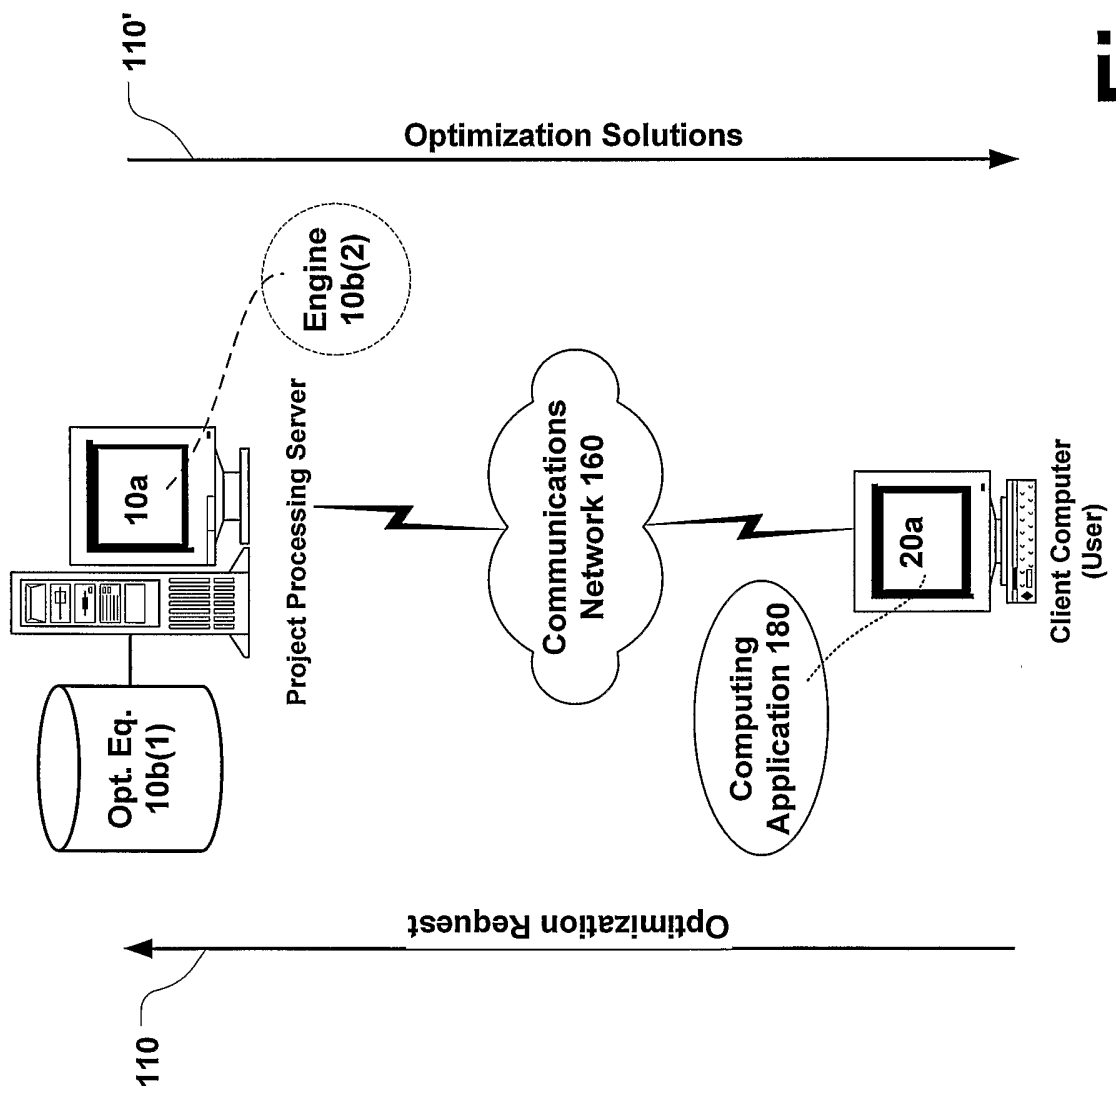 110'
Optimization Solutions
Engine
10b(2)
10a
Project Processing Server
Opt. Eq.
10b(1)
Communications
Network 160
20a
Client Computer
(User)
Computing
Application 180
Optimization Request
110